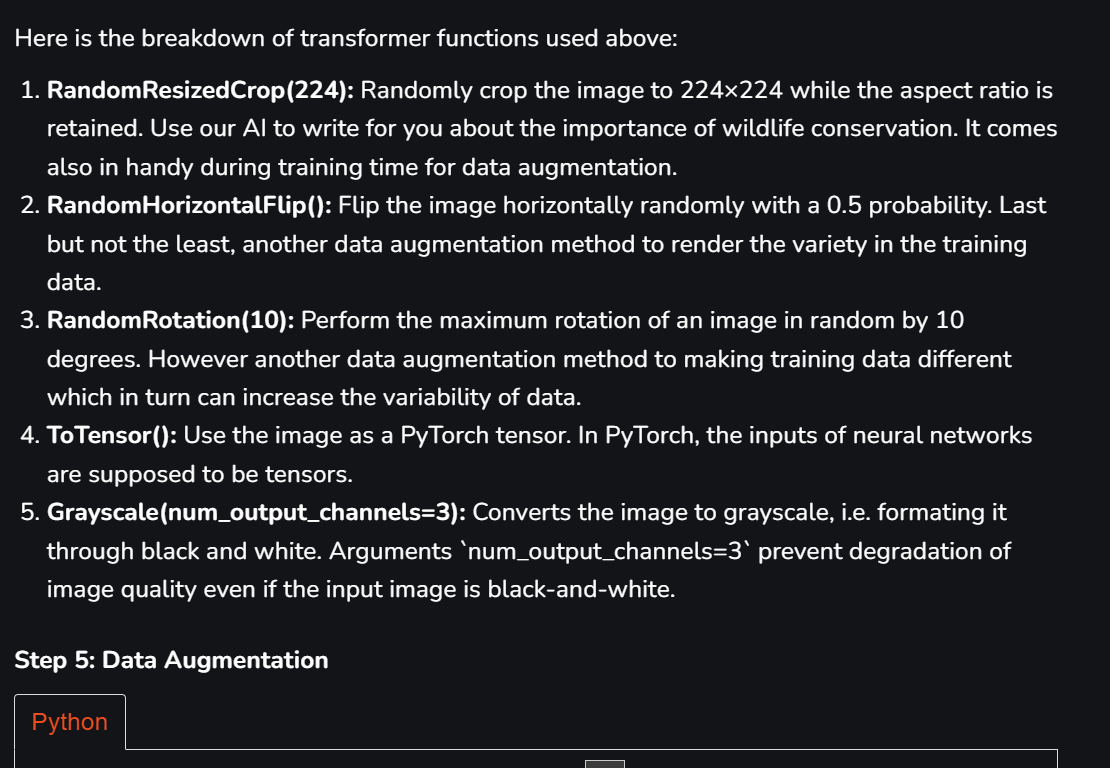 Here is the breakdown of transformer functions used above:
1. RandomResizedCrop(224): Randomly crop the image to 224×224 while the aspect ratio is
retained. Use our AI to write for you about the importance of wildlife conservation. It comes
also in handy during training time for data augmentation.
2. RandomHorizontalFlip(): Flip the image horizontally randomly with a 0.5 probability. Last
but not the least, another data augmentation method to render the variety in the training
data.
3. RandomRotation(10): Perform the maximum rotation of an image in random by 10
degrees. However another data augmentation method to making training data different
which in turn can increase the variability of data.
4. ToTensor(): Use the image as a PyTorch tensor. In PyTorch, the inputs of neural networks
are supposed to be tensors.
5. Grayscale(num_output_channels=3): Converts the image to grayscale, i.e. formating it
through black and white. Arguments `num_output_channels=3` prevent degradation of
image quality even if the input image is black-and-white.
Step 5: Data Augmentation
Python